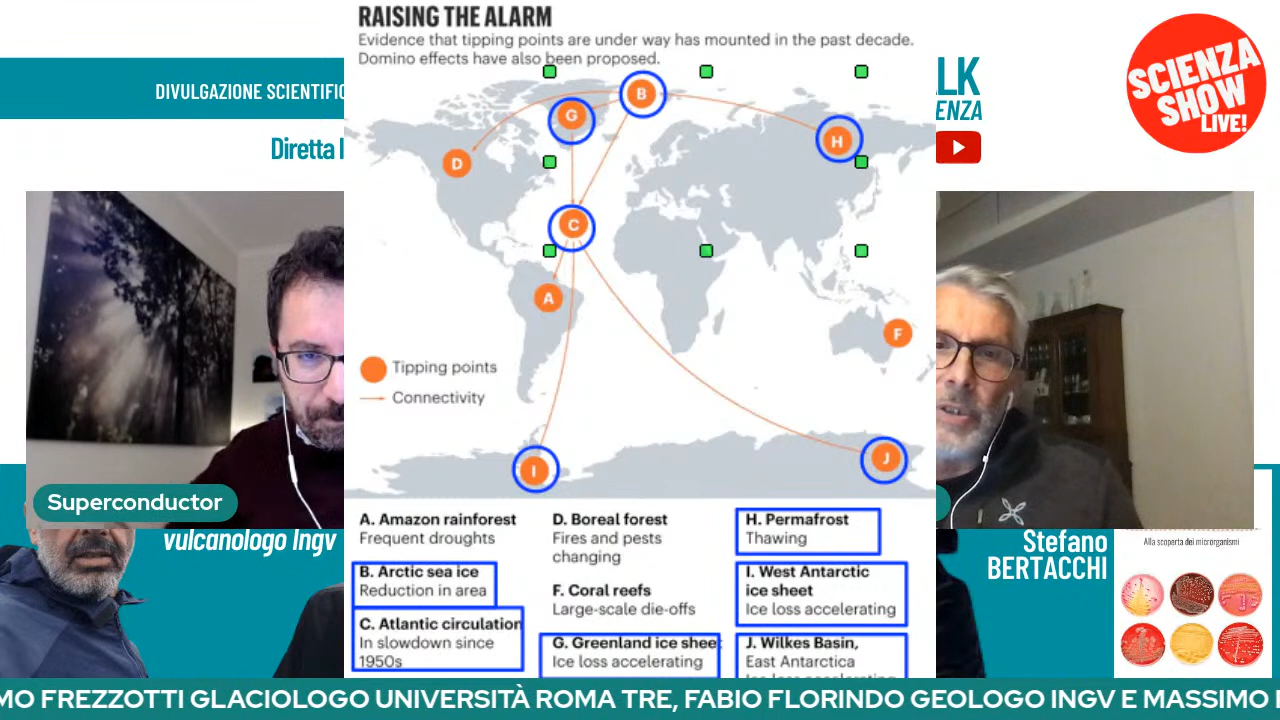 RAISING THE ALARM
Evidence that tipping points are under way has mounted in the past decade.
Domino effects have also been proposed.
DIVULGAZIONE SCIENTIFIC
Diretta
ALK
ENZA
SCIENZA
SHOW
LIVE!
B
G
H
D
C
A
F
I
J
Tipping points
Connectivity
Superconductor
vulcanologo Ingv
A. Amazon rainforest
Frequent droughts
B. Arctic sea ice
Reduction in area
C. Atlantic circulation
In slowdown since
1950s
D. Boreal forest
Fires and pests
changing
F. Coral reefs
Large-scale die-offs
G. Greenland ice sheet
Ice loss accelerating
H. Permafrost
Thawing
I. West Antarctic
ice sheet
Ice loss accelerating
J. Wilkes Basin,
East Antarctica
Ice loss accelerating
Stefano
BERTACCHI
Alla scoperta dei microrganismi
MO FREZZOTTI GLACIOLOGO UNIVERSITÀ ROMA TRE, FABIO FLORINDO GEOLOGO INGV E MASSIMO